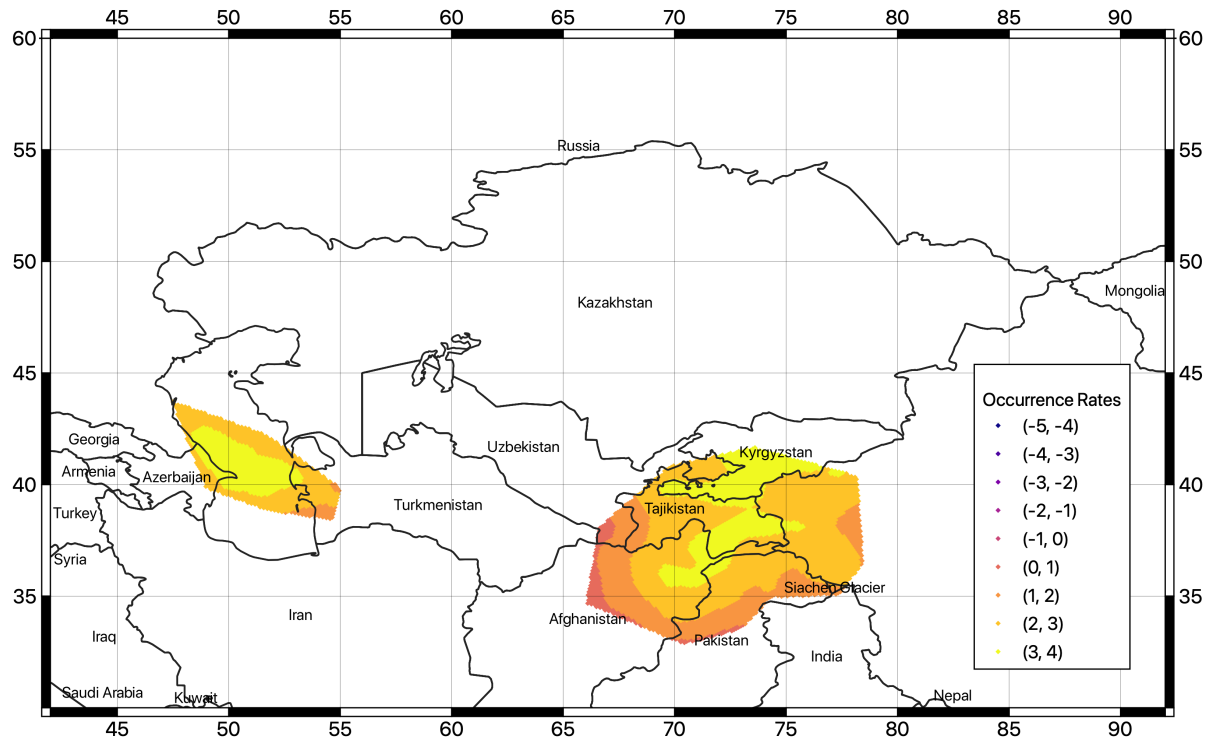 45 50 55 60 65 70 75 80 85 90
60 60
Russia
55 55
50 50
Mongolia
Kazakhstan
45 45
Occurrence Rates
(-5, -4)
(-4, -3)
(-3, -2)
(-2, -1)
(-1, 0)
(0, 1)
(1, 2)
(2, 3)
(3, 4)
Georgia
Uzbekistan
Kyrgyzstan
Armenia
Azerbaijan
40 40
Turkmenistan
Tajikistan
Turkey
Syria
Siachen Glacier
35 35
Iran
Afghanistan
Iraq
Pakistan
India
Saudi Arabia
Kuwait
Nepal
45 50 55 60 65 70 75 80 85 90